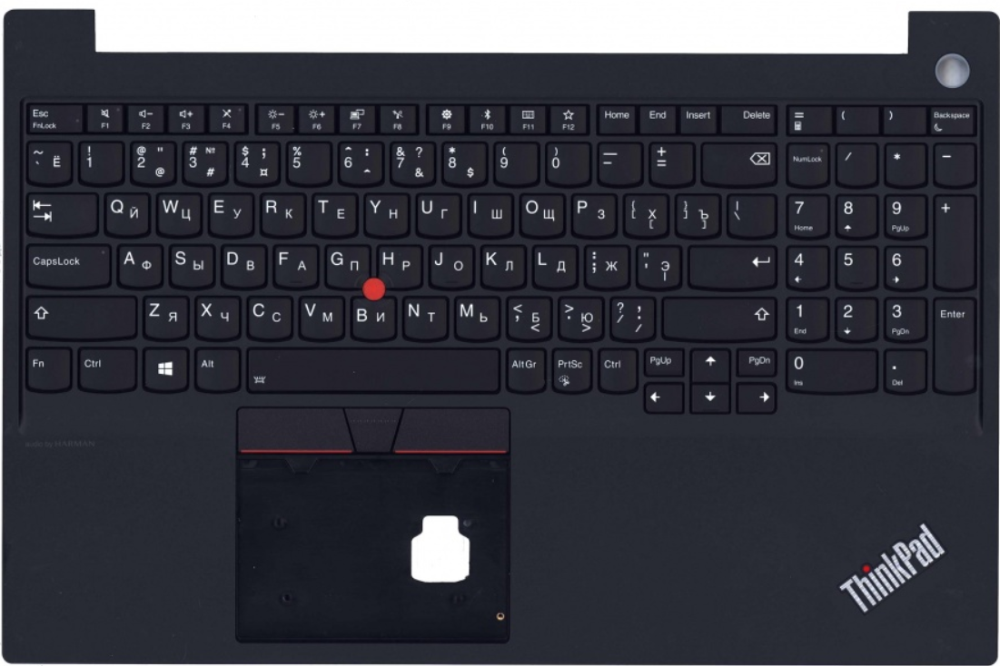 Esc F1 F2 F3 F4 F5 F6 F7 F8 F9 F10 F11 F12 Home End Insert Delete = ( ) Backspace
FnLock
~ ` Ё ! 1 @ " 2 @ # № 3 # $ ; 4 ¤ % 5 ^ : 6 ^ & ? 7 & * 8 $ ( 9 ) 0 _ - + = NumLock / * -
Q Й W Ц E У R К T Е Y Н U Г I Ш O Щ P З { Х [ } Ъ ] | \ 7 Home 8 9 PgUp +
CapsLock A Ф S Ы D В F А G П H Р J О K Л L Д : ; Ж " ' Э | 4 5 6
Z Я X Ч C С V М B И N Т M Ь < , Б < > . Ю > ? / , / 1 End 2 3 PgDn Enter
Fn Ctrl Alt AltGr PrtSc Ctrl PgUp PgDn 0 Ins . Del
audio by HARMAN
ThinkPad